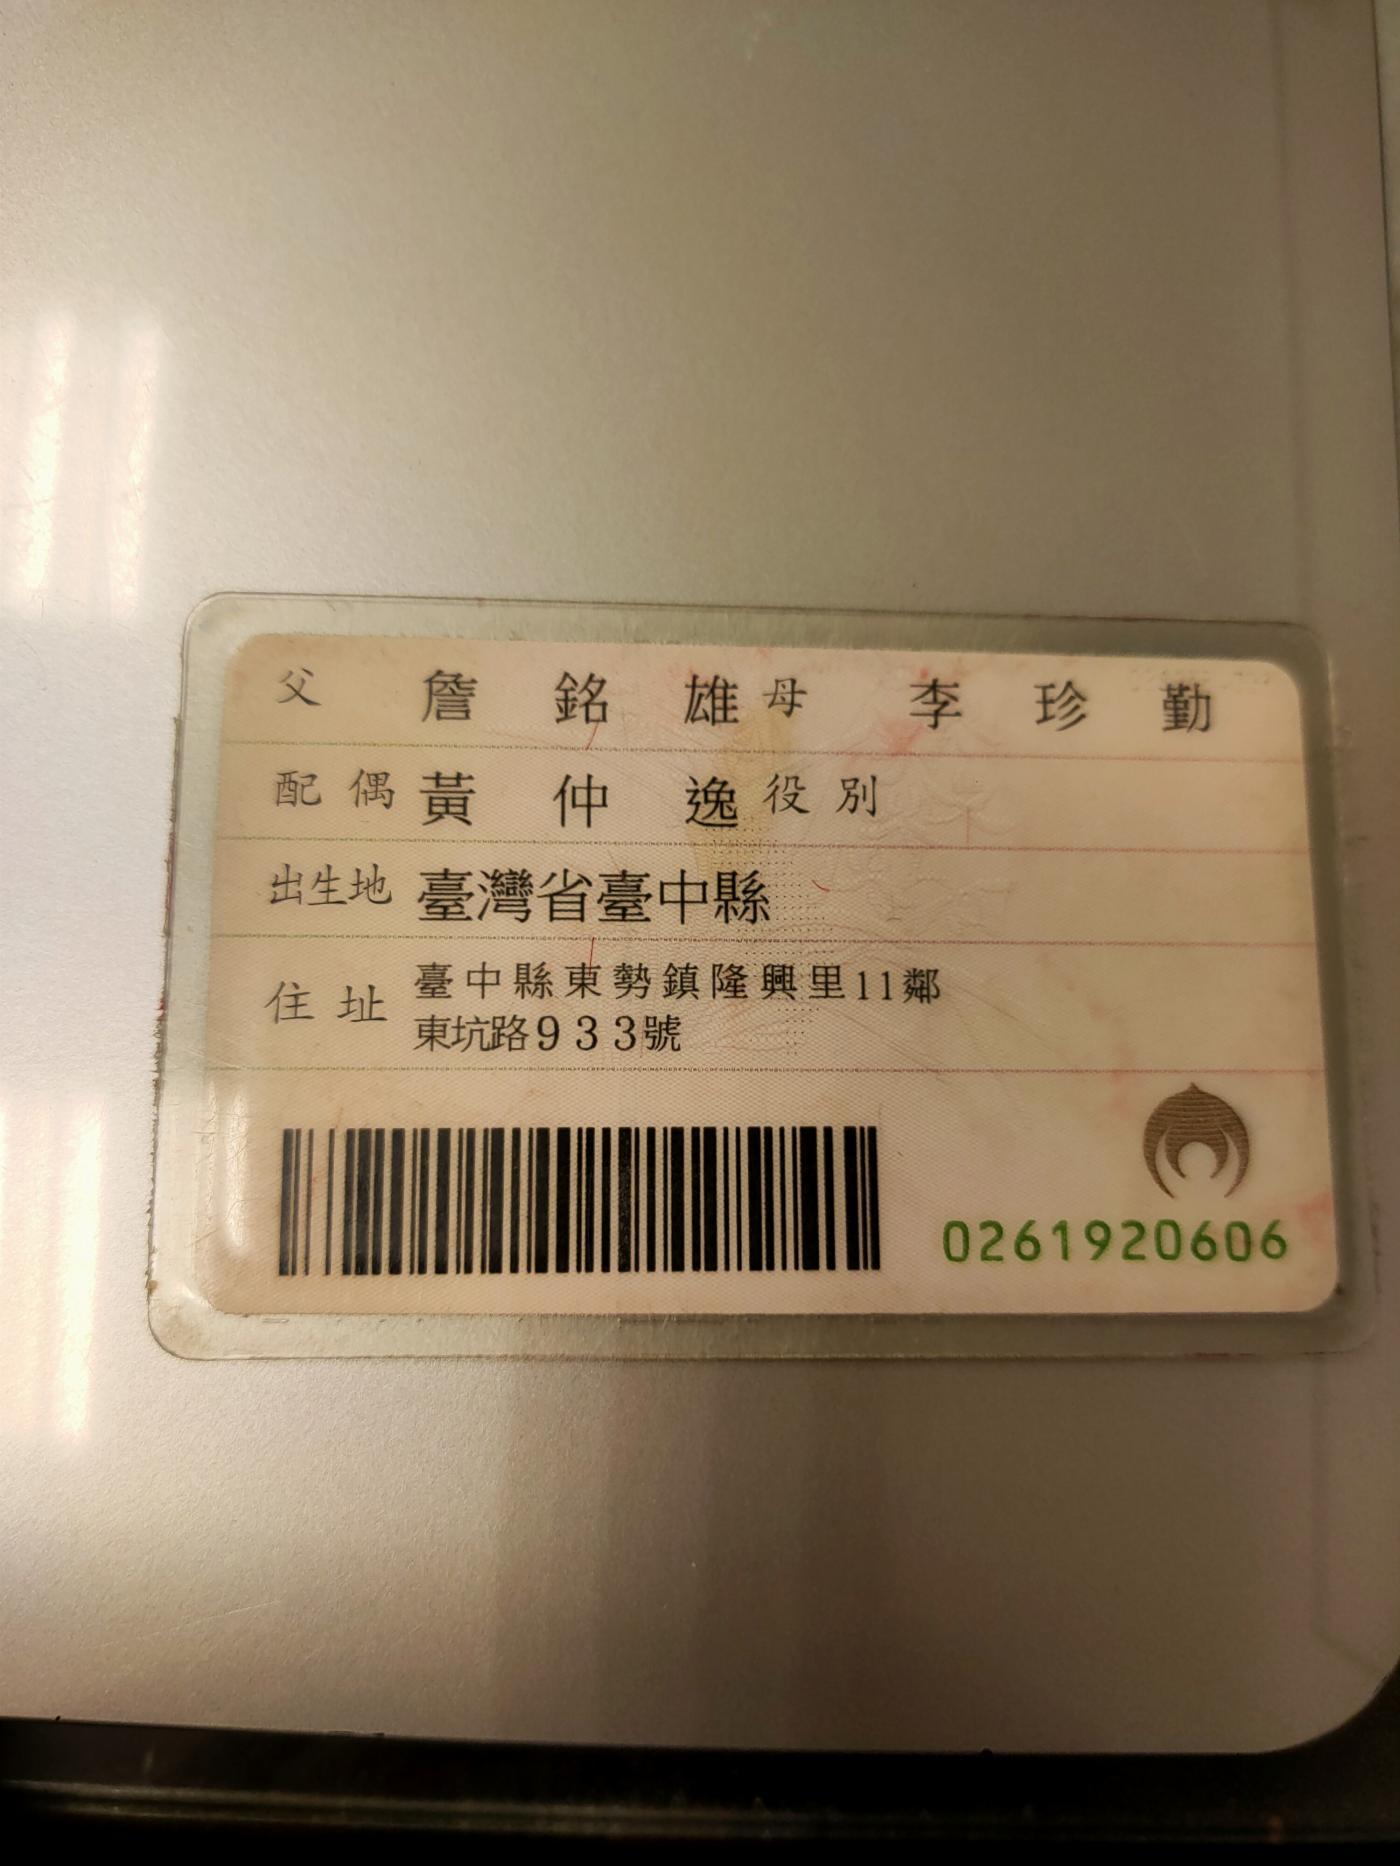 父 詹銘雄 母 李珍勤
配偶 黃仲逸 役別
出生地 臺灣省臺中縣
住址 臺中縣東勢鎮隆興里11鄰
東坑路933號
0261920606